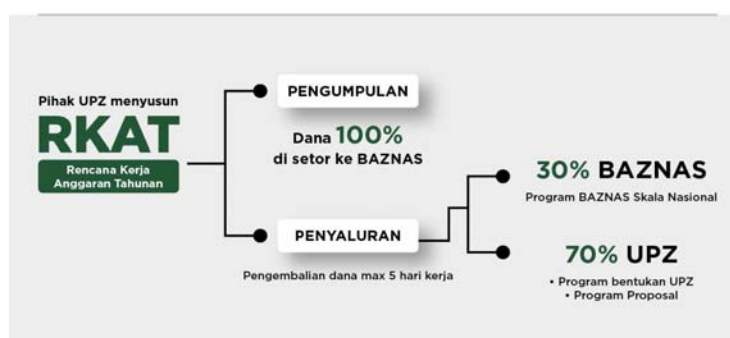 Pihak UPZ menyusun
RKAT
Rencana Kerja
Anggaran Tahunan
PENGUMPULAN
Dana 100%
di setor ke BAZNAS
PENYALURAN
Pengembalian dana max 5 hari kerja
30% BAZNAS
Program BAZNAS Skala Nasional
70% UPZ
• Program bentukan UPZ
• Program Proposal